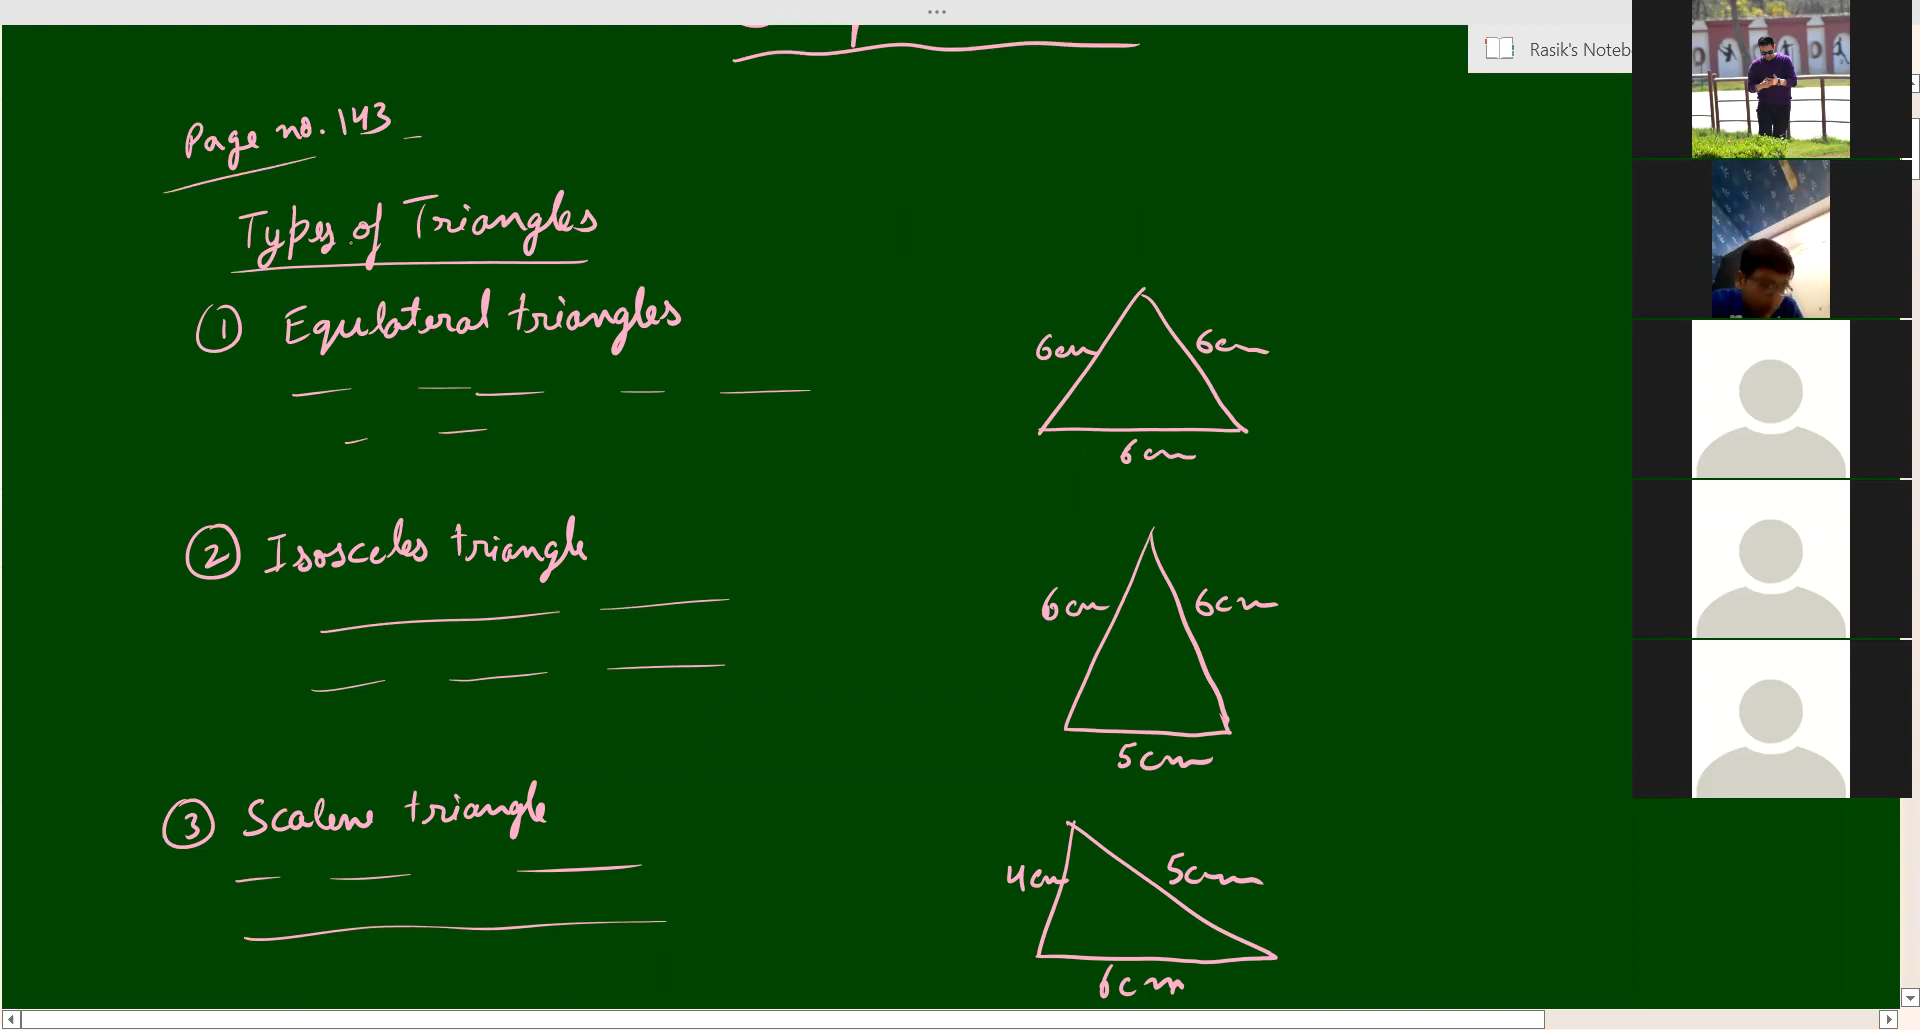 Rasik's Noteb
Page no. 143
Types of Triangles
1 Equlateral triangles
6cm
6cm
6cm
2 Isosceles triangle
6cm
6cm
5cm
3 Scalene triangle
4cm
5cm
6cm